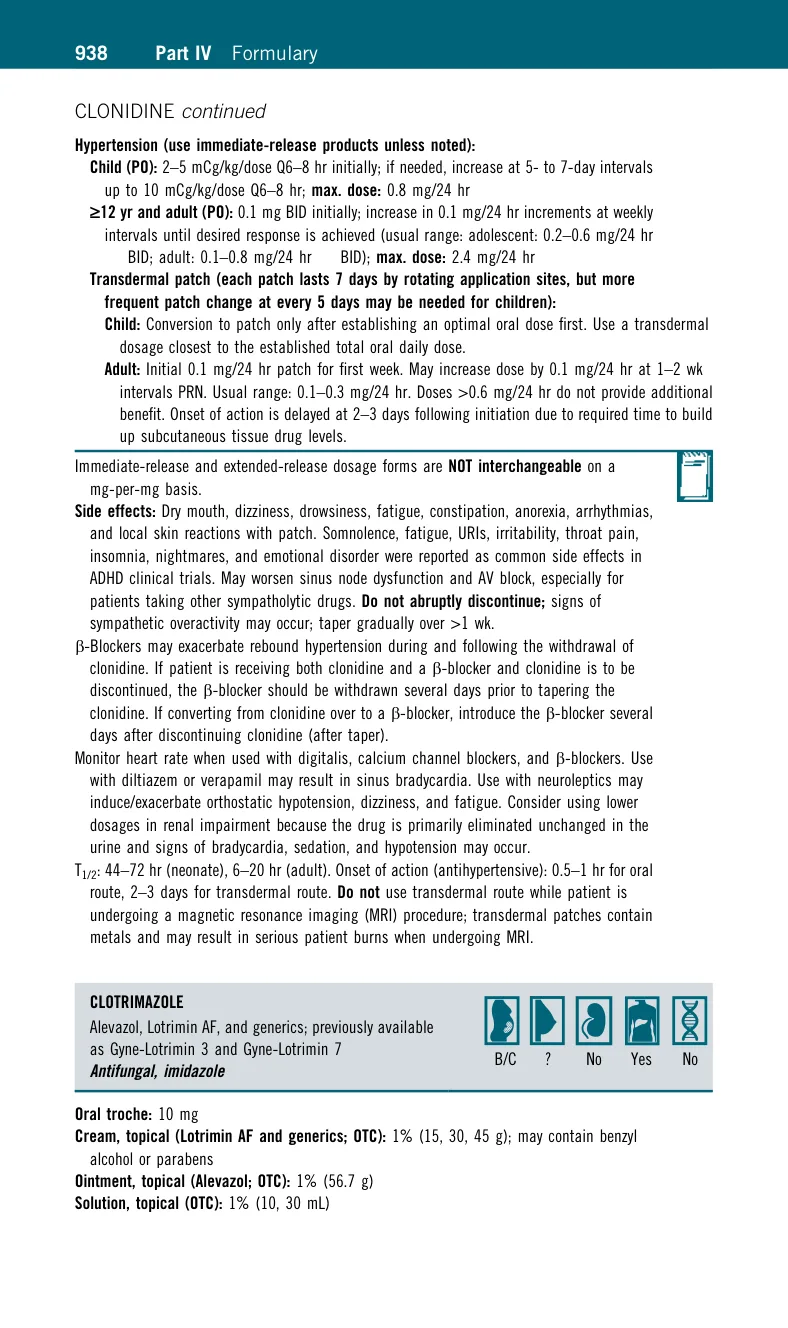 938 Part IV Formulary
CLONIDINE continued
Hypertension (use immediate-release products unless noted):
Child (PO): 2–5 mCg/kg/dose Q6–8 hr initially; if needed, increase at 5- to 7-day intervals
up to 10 mCg/kg/dose Q6–8 hr; max. dose: 0.8 mg/24 hr
≥12 yr and adult (PO): 0.1 mg BID initially; increase in 0.1 mg/24 hr increments at weekly
intervals until desired response is achieved (usual range: adolescent: 0.2–0.6 mg/24 hr
BID; adult: 0.1–0.8 mg/24 hr BID); max. dose: 2.4 mg/24 hr
Transdermal patch (each patch lasts 7 days by rotating application sites, but more
frequent patch change at every 5 days may be needed for children):
Child: Conversion to patch only after establishing an optimal oral dose first. Use a transdermal
dosage closest to the established total oral daily dose.
Adult: Initial 0.1 mg/24 hr patch for first week. May increase dose by 0.1 mg/24 hr at 1–2 wk
intervals PRN. Usual range: 0.1–0.3 mg/24 hr. Doses >0.6 mg/24 hr do not provide additional
benefit. Onset of action is delayed at 2–3 days following initiation due to required time to build
up subcutaneous tissue drug levels.
Immediate-release and extended-release dosage forms are NOT interchangeable on a
mg-per-mg basis.
Side effects: Dry mouth, dizziness, drowsiness, fatigue, constipation, anorexia, arrhythmias,
and local skin reactions with patch. Somnolence, fatigue, URIs, irritability, throat pain,
insomnia, nightmares, and emotional disorder were reported as common side effects in
ADHD clinical trials. May worsen sinus node dysfunction and AV block, especially for
patients taking other sympatholytic drugs. Do not abruptly discontinue; signs of
sympathetic overactivity may occur; taper gradually over >1 wk.
β-Blockers may exacerbate rebound hypertension during and following the withdrawal of
clonidine. If patient is receiving both clonidine and a β-blocker and clonidine is to be
discontinued, the β-blocker should be withdrawn several days prior to tapering the
clonidine. If converting from clonidine over to a β-blocker, introduce the β-blocker several
days after discontinuing clonidine (after taper).
Monitor heart rate when used with digitalis, calcium channel blockers, and β-blockers. Use
with diltiazem or verapamil may result in sinus bradycardia. Use with neuroleptics may
induce/exacerbate orthostatic hypotension, dizziness, and fatigue. Consider using lower
dosages in renal impairment because the drug is primarily eliminated unchanged in the
urine and signs of bradycardia, sedation, and hypotension may occur.
T1/2: 44–72 hr (neonate), 6–20 hr (adult). Onset of action (antihypertensive): 0.5–1 hr for oral
route, 2–3 days for transdermal route. Do not use transdermal route while patient is
undergoing a magnetic resonance imaging (MRI) procedure; transdermal patches contain
metals and may result in serious patient burns when undergoing MRI.
CLOTRIMAZOLE
Alevazol, Lotrimin AF, and generics; previously available
as Gyne-Lotrimin 3 and Gyne-Lotrimin 7
Antifungal, imidazole
B/C ? No Yes No
Oral troche: 10 mg
Cream, topical (Lotrimin AF and generics; OTC): 1% (15, 30, 45 g); may contain benzyl
alcohol or parabens
Ointment, topical (Alevazol; OTC): 1% (56.7 g)
Solution, topical (OTC): 1% (10, 30 mL)